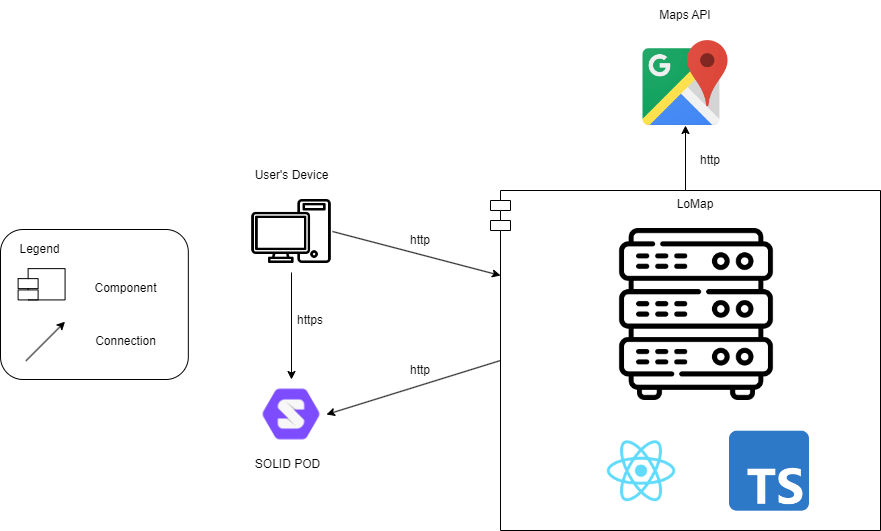 Maps API
G
http
User's Device
LoMap
http
Legend
Component
https
Connection
http
TS
SOLID POD